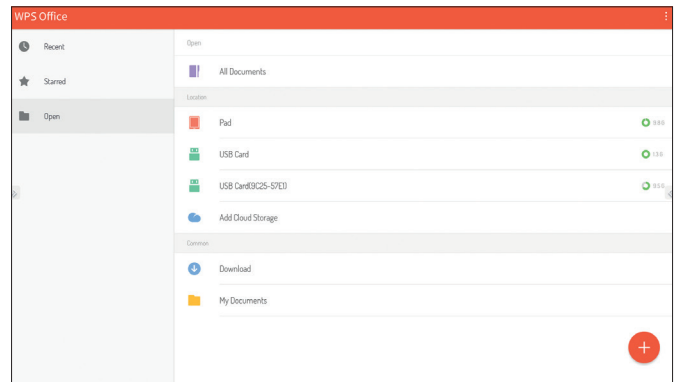 WPS Office
Recent
Starred
Open
Open
All Documents
Location
Pad
USB Card
USB Card(9C25-57E1)
Add Cloud Storage
Common
Download
My Documents